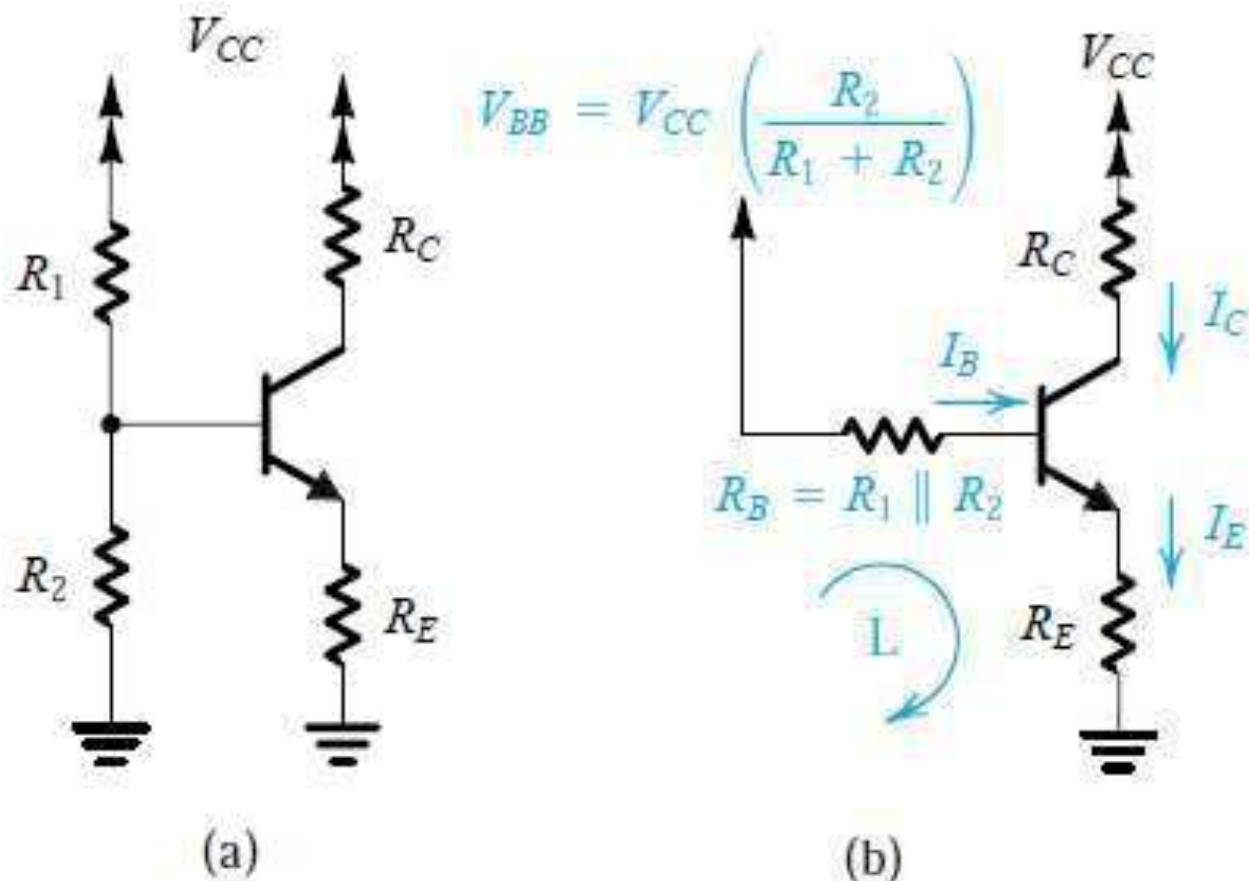 V_CC
R_1
R_C
R_2
R_E
(a)
V_BB = V_CC (R_2 / (R_1 + R_2))
V_CC
R_C
I_C
I_B
R_B = R_1 || R_2
I_E
L
R_E
(b)